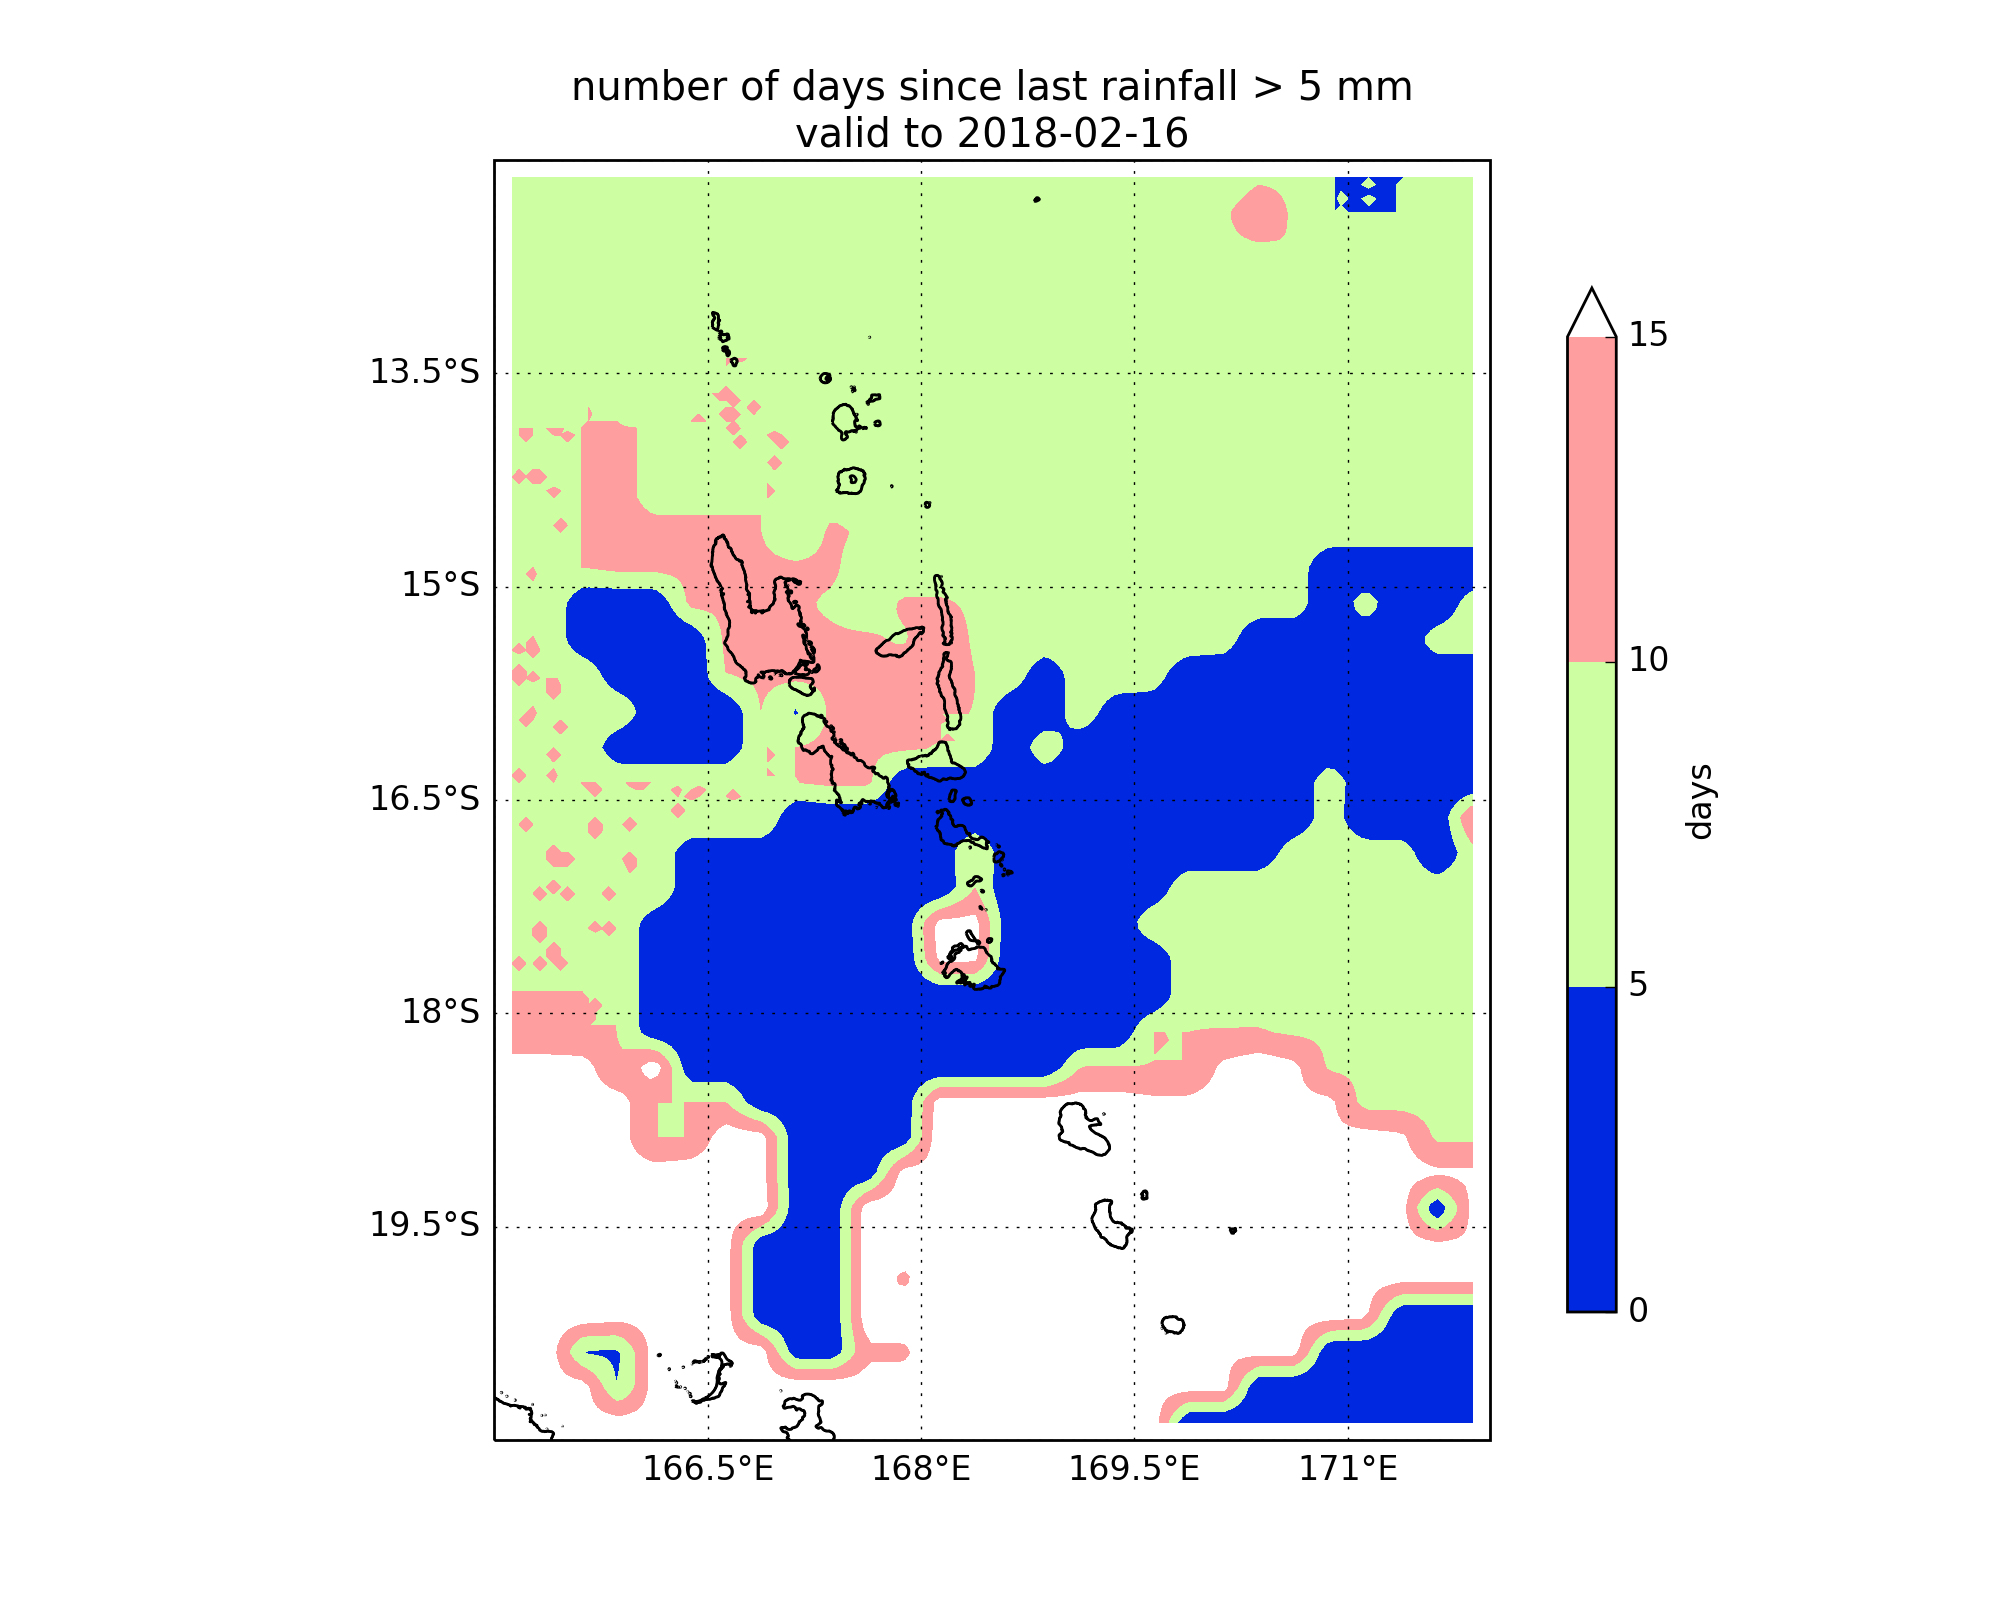 number of days since last rainfall > 5 mm
valid to 2018-02-16
13.5°S
15°S
16.5°S
18°S
19.5°S
166.5°E
168°E
169.5°E
171°E
15
10
5
0
days